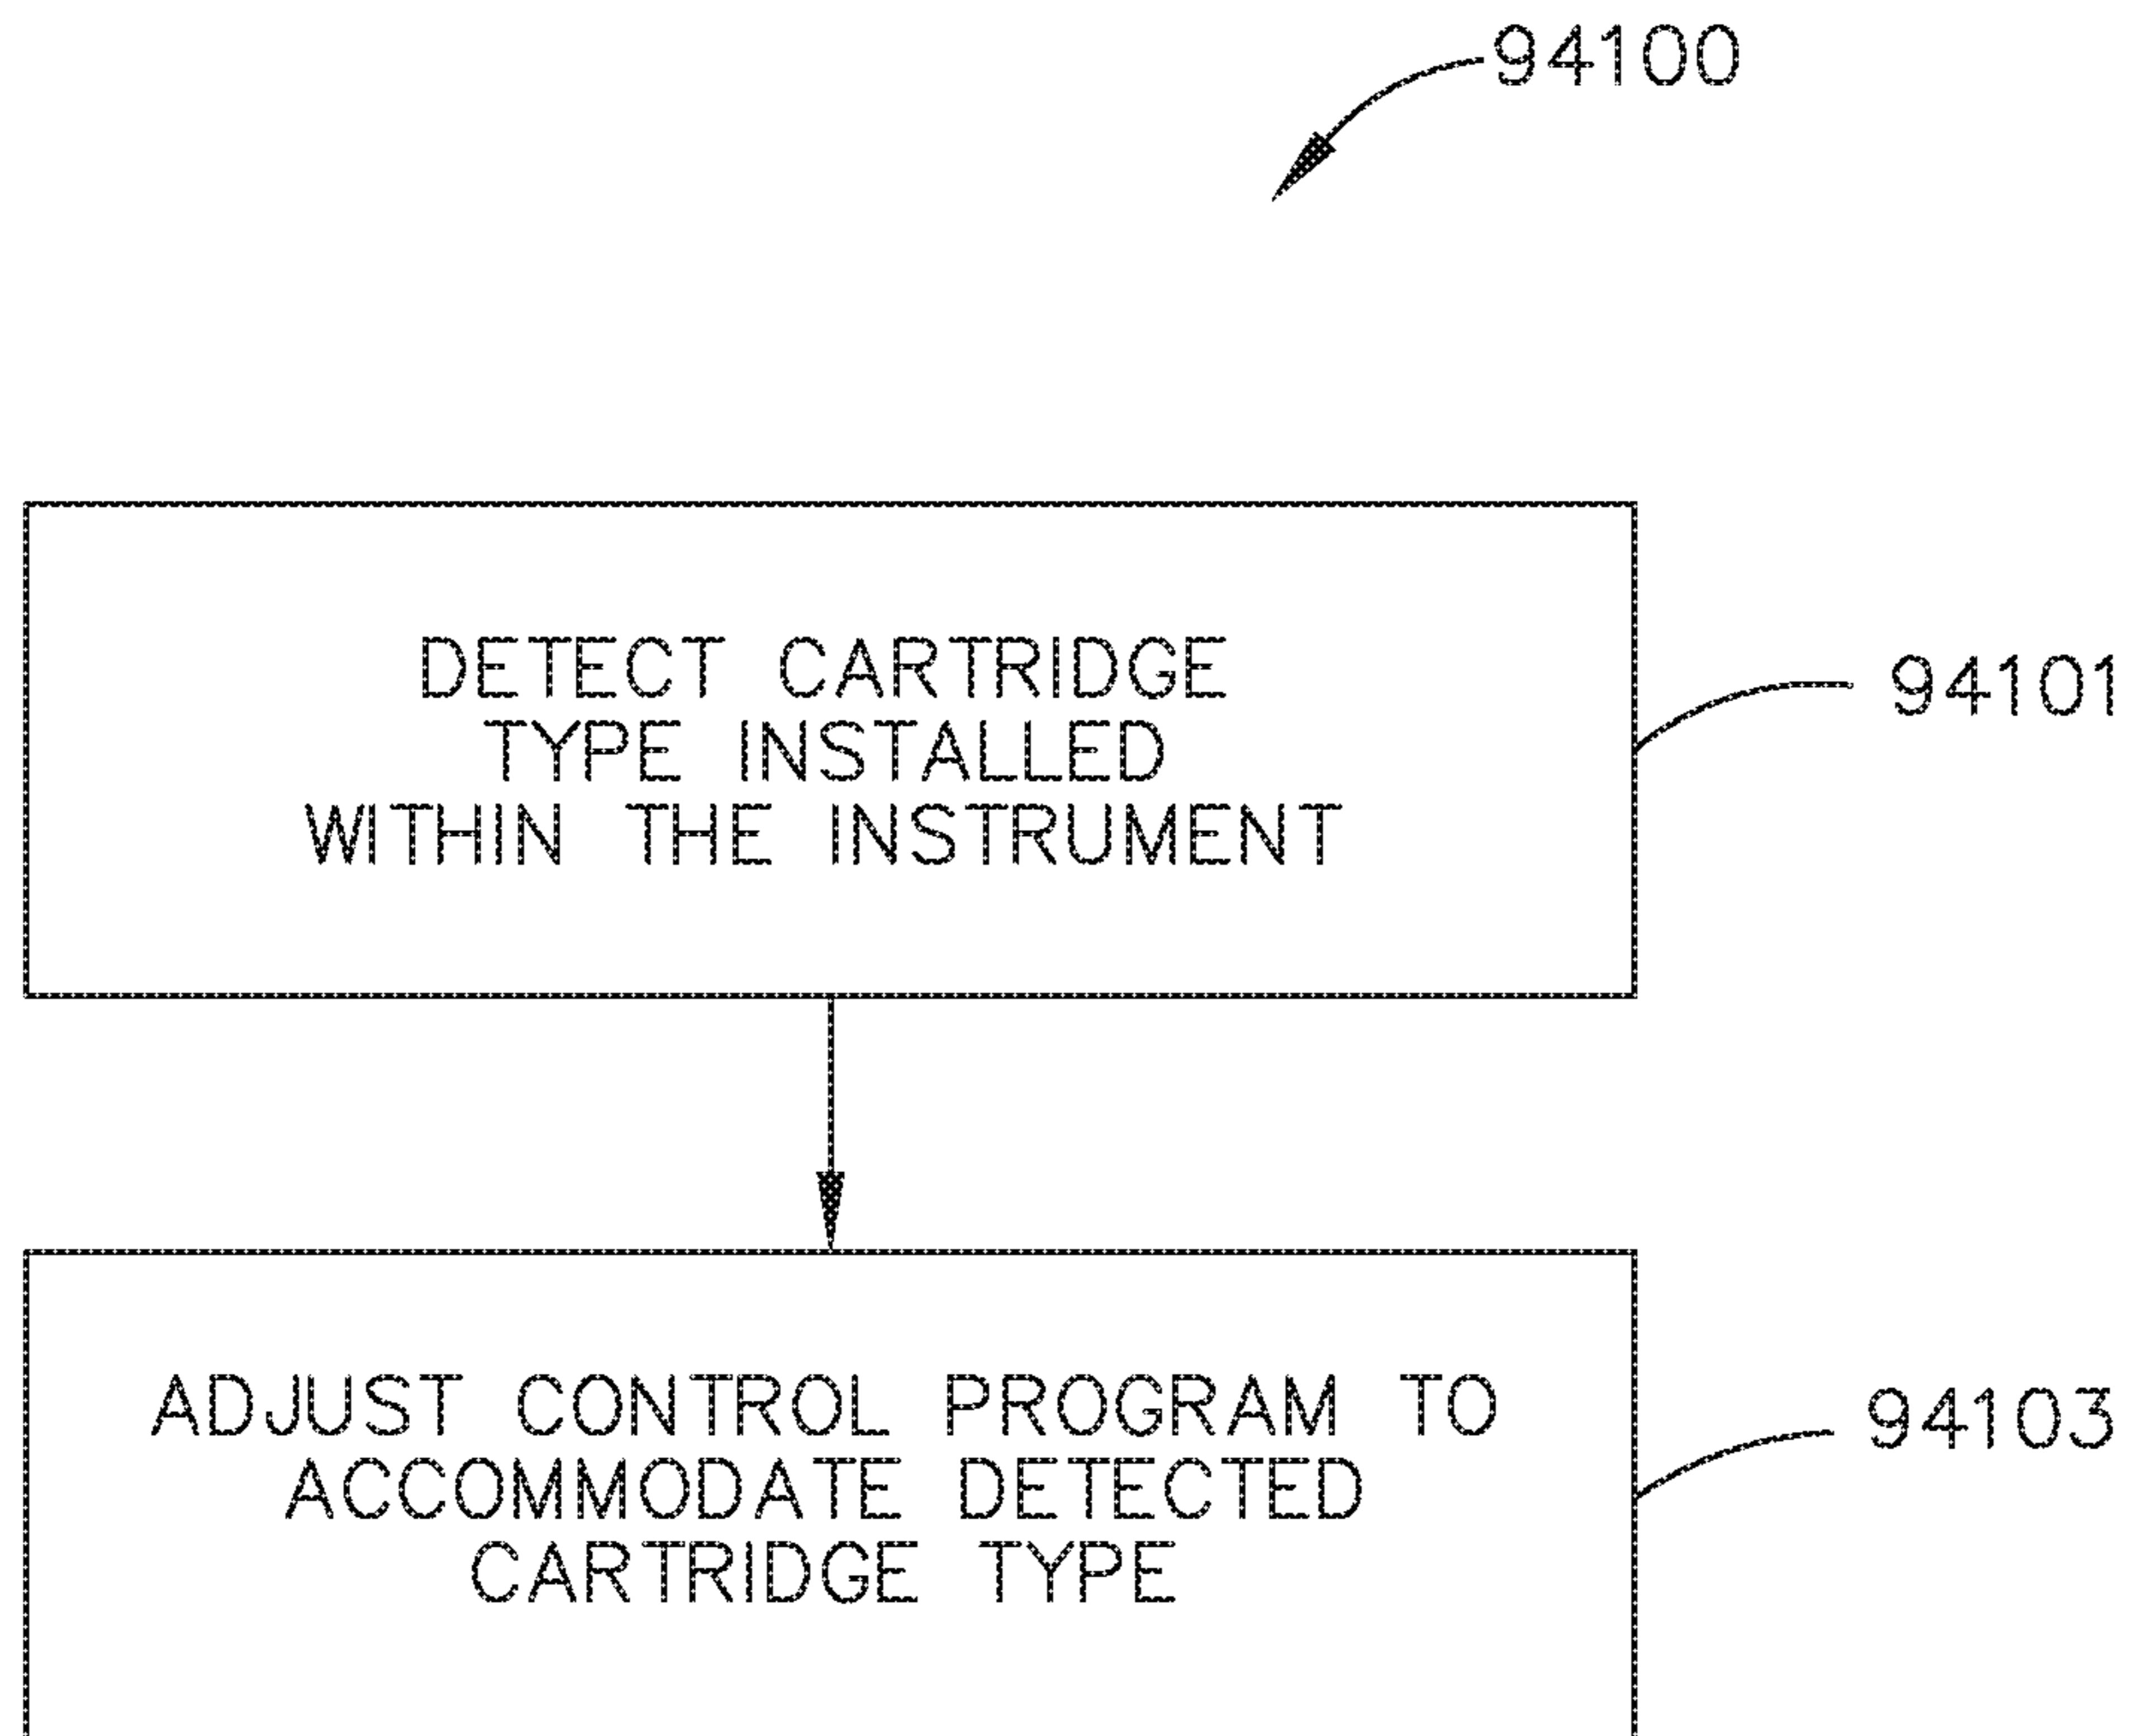 94100
DETECT CARTRIDGE
TYPE INSTALLED
WITHIN THE INSTRUMENT
94101
ADJUST CONTROL PROGRAM TO
ACCOMMODATE DETECTED
CARTRIDGE TYPE
94103